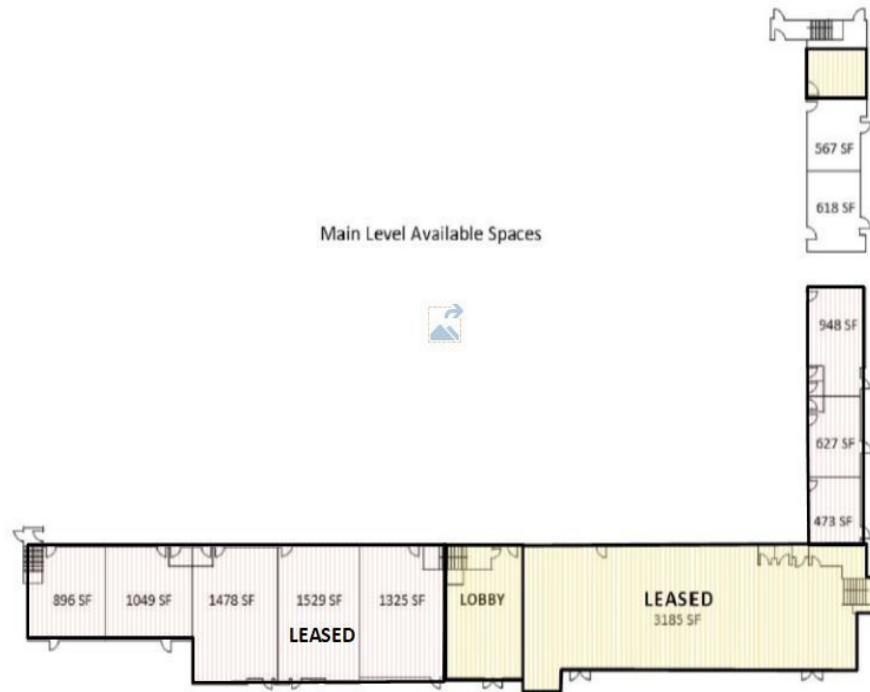 567 SF
618 SF
Main Level Available Spaces
948 SF
627 SF
473 SF
896 SF
1049 SF
1478 SF
1529 SF
1325 SF
LEASED
LOBBY
LEASED
3185 SF